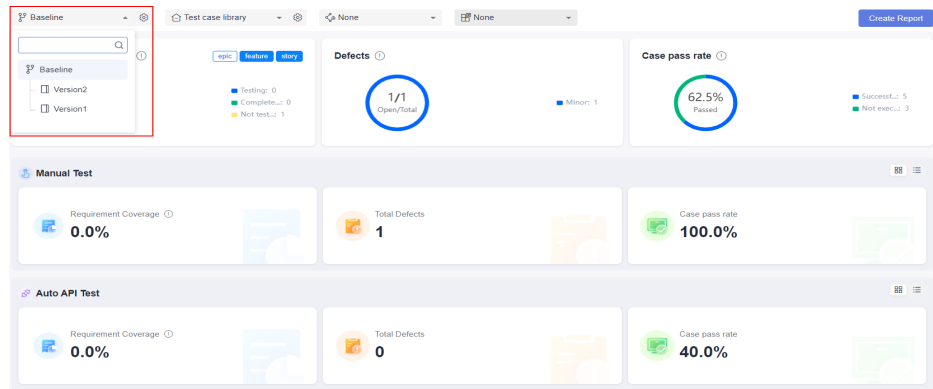 Baseline
Test case library
None
None
Create Report
Baseline
Version2
Version1
epic
feature
story
Testing: 0
Complete...: 0
Not test...: 1
Defects
1/1
Open/Total
Minor: 1
Case pass rate
62.5%
Passed
Successf...: 5
Not exec...: 3
Manual Test
Requirement Coverage
0.0%
Total Defects
1
Case pass rate
100.0%
Auto API Test
Requirement Coverage
0.0%
Total Defects
0
Case pass rate
40.0%